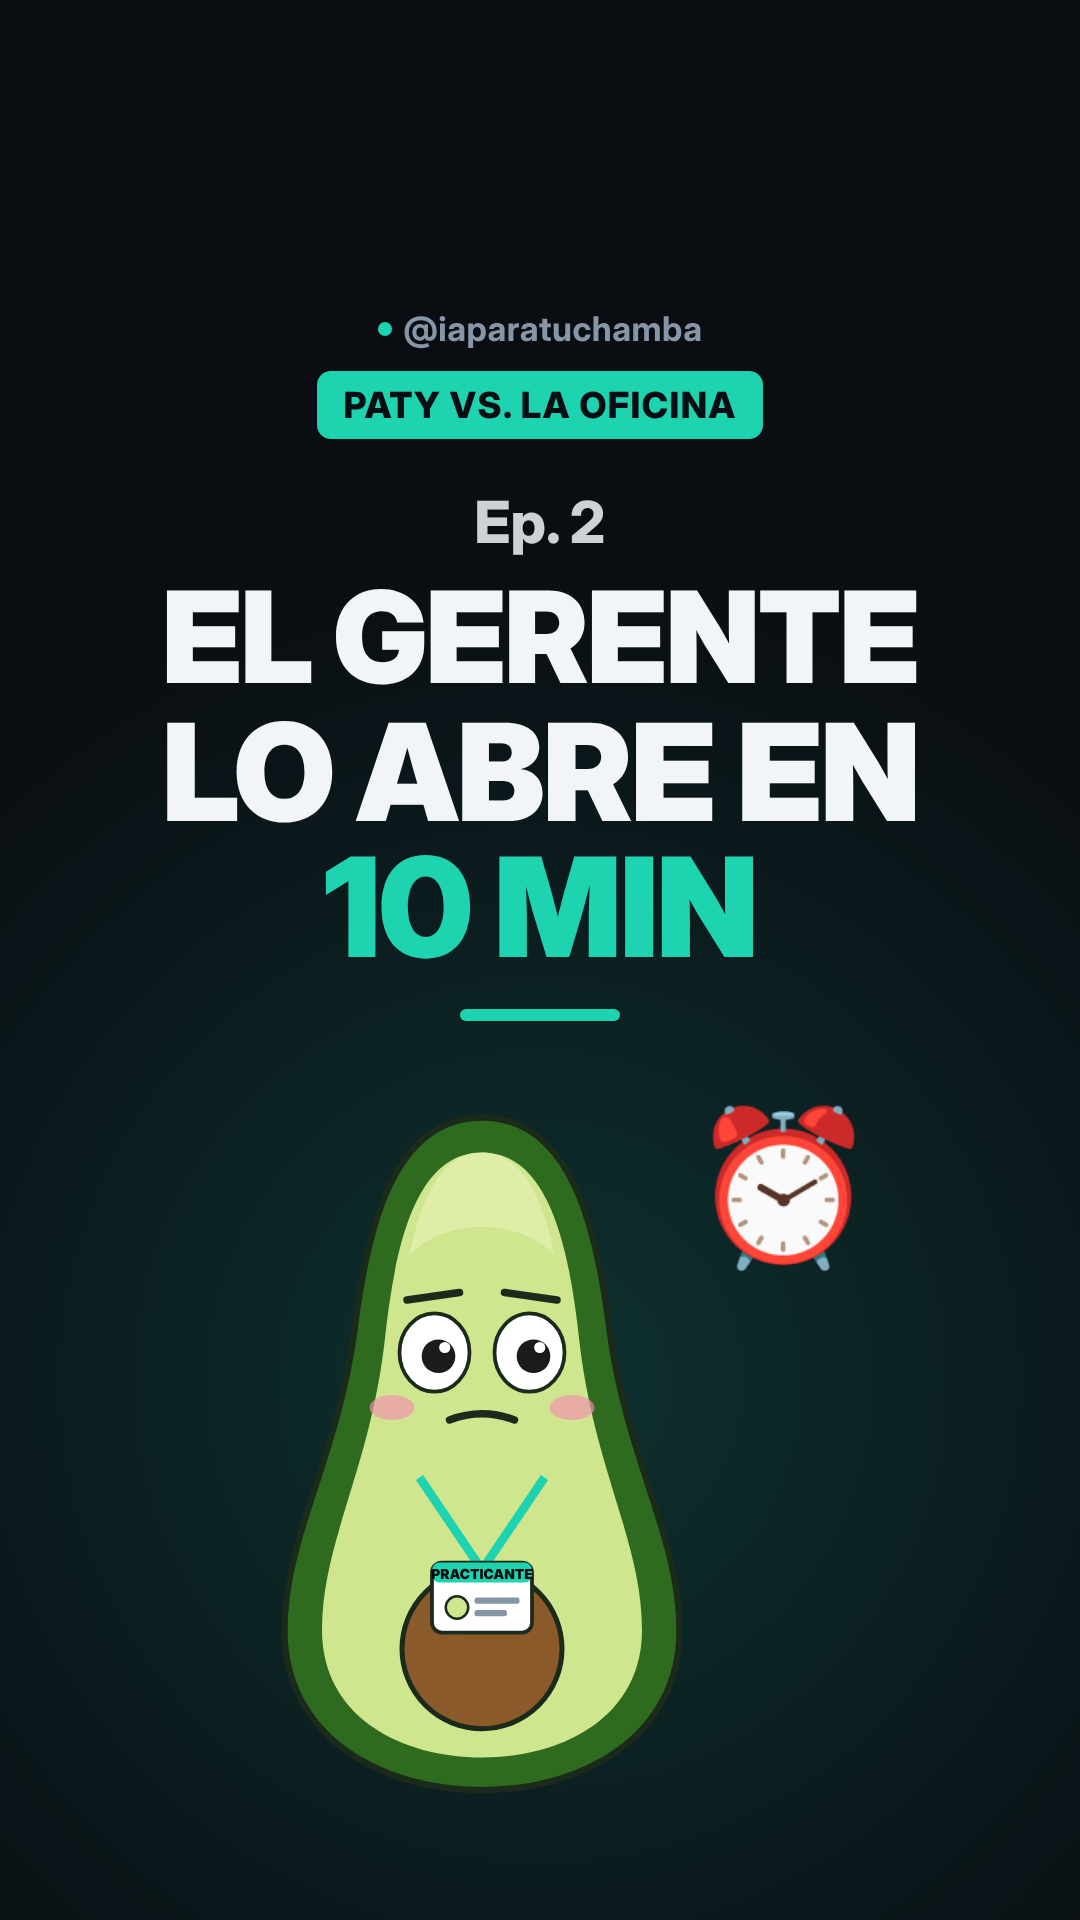 @iaparatuchamba
PATY VS. LA OFICINA
Ep. 2
EL GERENTE
LO ABRE EN
10 MIN
PRACTICANTE